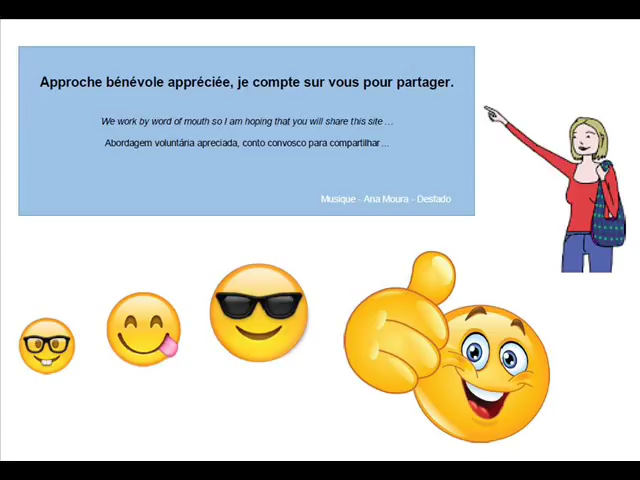 Approche bénévole appréciée, je compte sur vous pour partager.
We work by word of mouth so I am hoping that you will share this site …
Abordagem voluntária apreciada, conto convosco para compartilhar …
Musique - Ana Moura - Destado